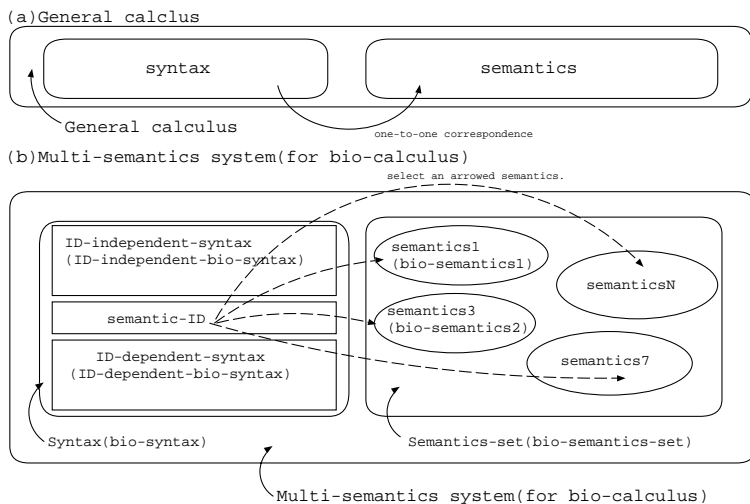 (a)General calclus
syntax
semantics
General calculus
one-to-one correspondence
(b)Multi-semantics system(for bio-calculus)
select an arrowed semantics.
ID-independent-syntax
(ID-independent-bio-syntax)
semantic-ID
ID-dependent-syntax
(ID-dependent-bio-syntax)
semantics1
(bio-semantics1)
semanticsN
semantics3
(bio-semantics2)
semantics7
Syntax(bio-syntax)
Semantics-set(bio-semantics-set)
Multi-semantics system(for bio-calculus)